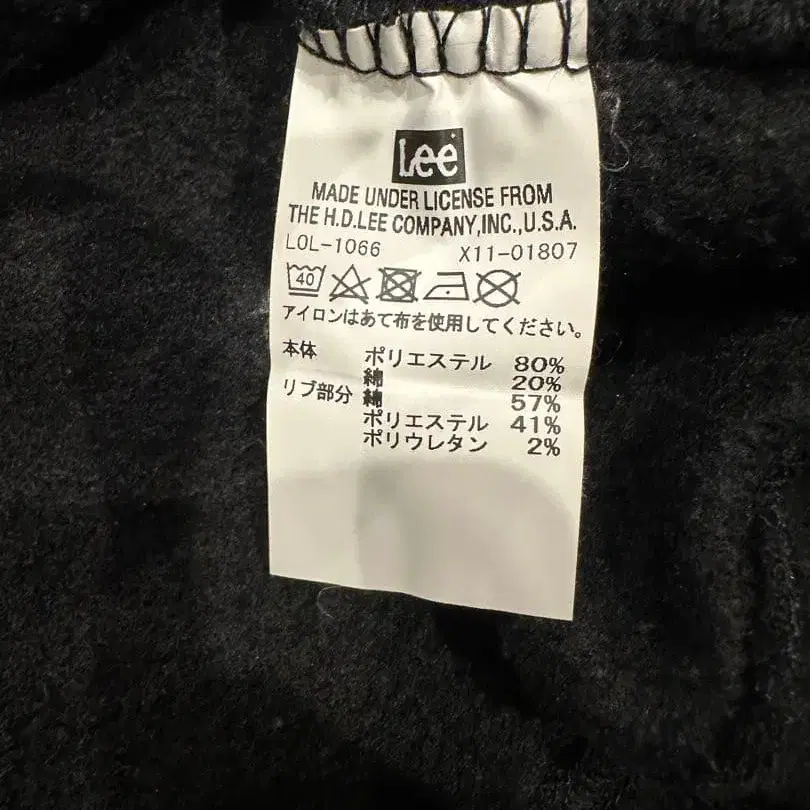 Lee
MADE UNDER LICENSE FROM
THE H.D.LEE COMPANY,INC.,U.S.A.
LOL-1066 X11-01807
40
アイロンはあて布を使用してください。
本体 ポリエステル 80%
綿 20%
リブ部分 綿 57%
ポリエステル 41%
ポリウレタン 2%